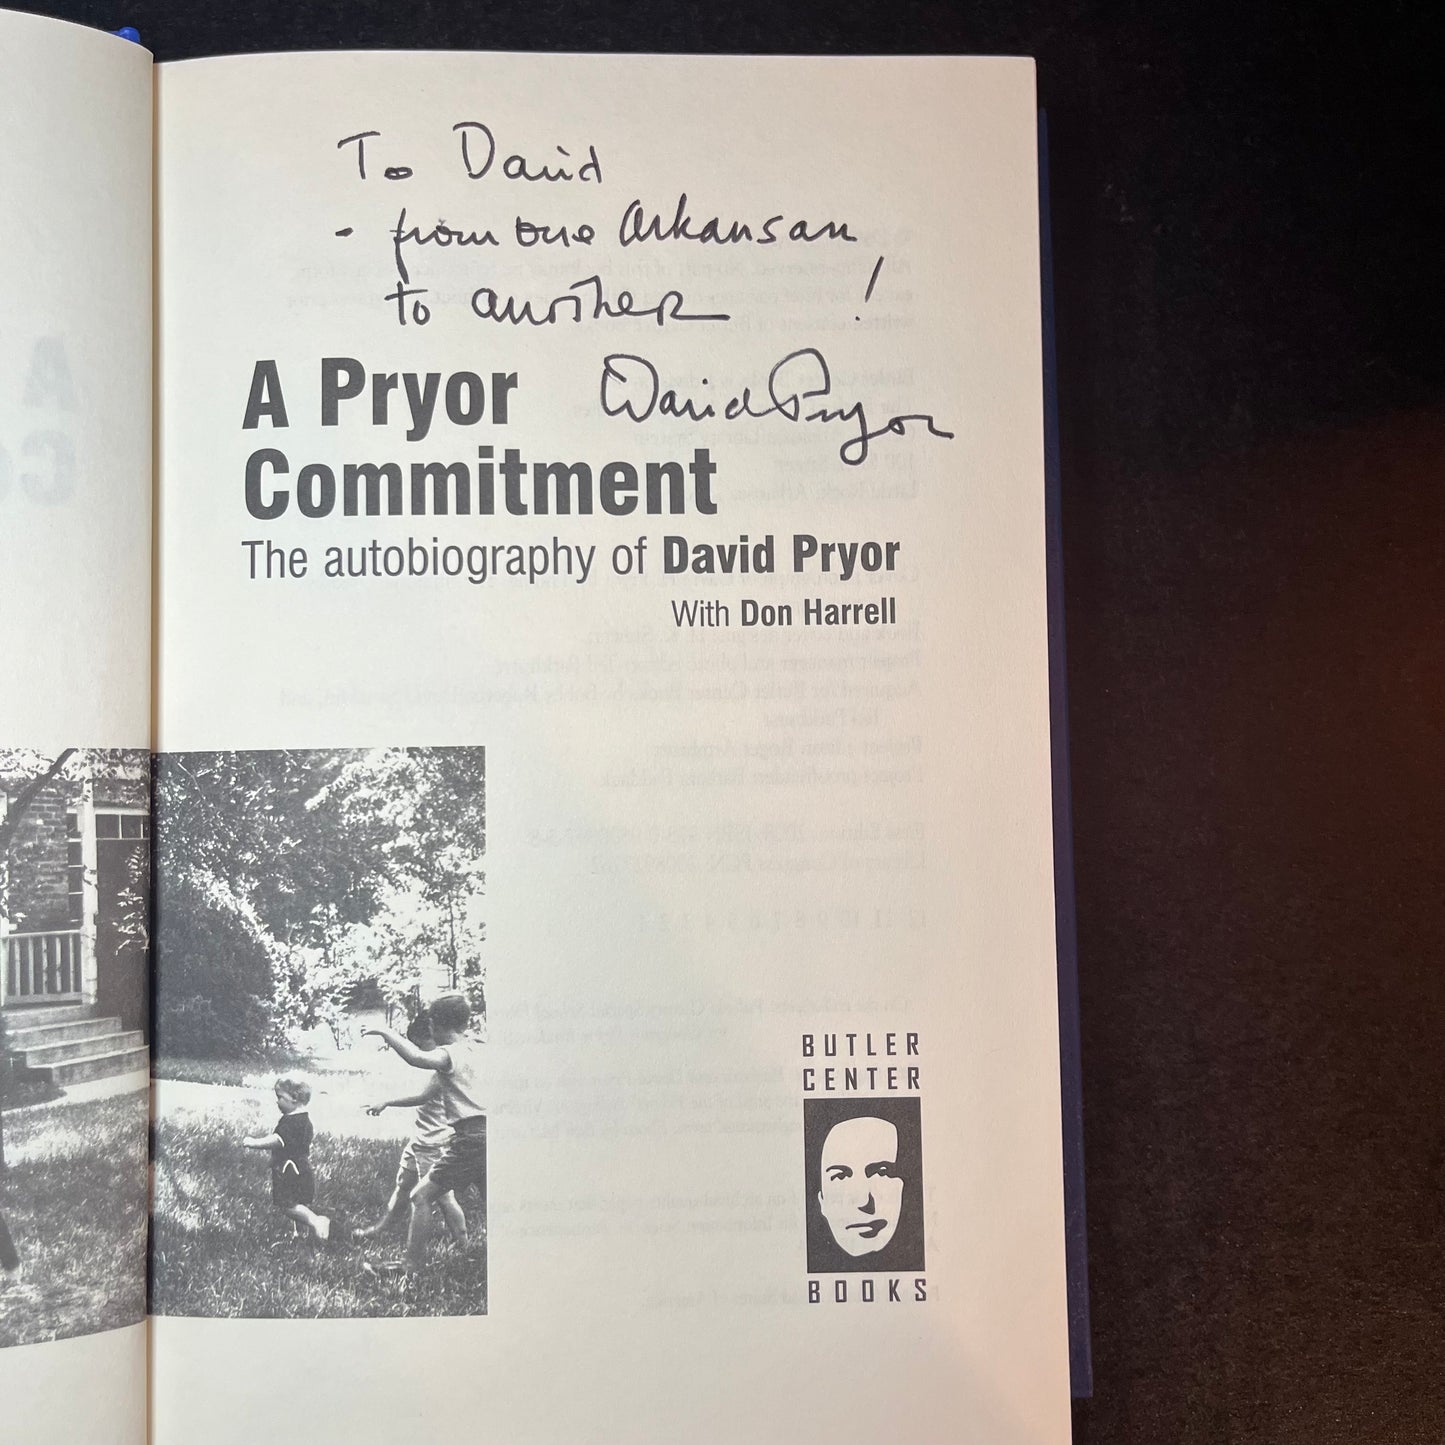 To David
- from one Arkansan
to another !
David Pryor
A Pryor
Commitment
The autobiography of David Pryor
With Don Harrell
BUTLER
CENTER
BOOKS